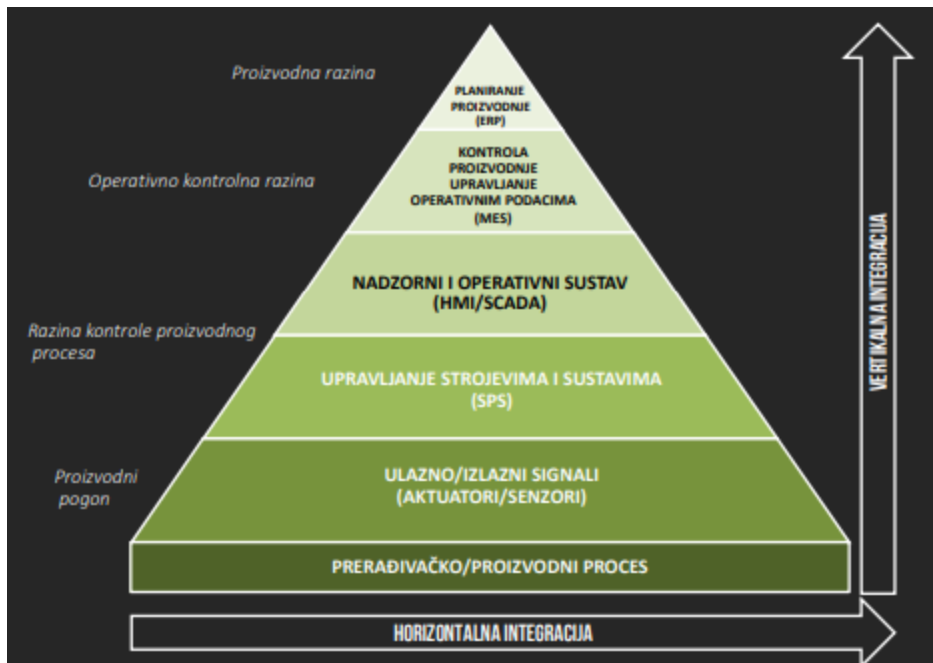 Proizvodna razina
PLANIRANJE
PROIZVODNJE
(ERP)
Operativno kontrolna razina
KONTROLA
PROIZVODNJE
UPRAVLJANJE
OPERATIVNIM PODACIMA
(MES)
NADZORNI I OPERATIVNI SUSTAV
(HMI/SCADA)
Razina kontrole proizvodnog
procesa
UPRAVLJANJE STROJEVIMA I SUSTAVIMA
(SPS)
Proizvodni
pogon
ULAZNO/IZLAZNI SIGNALI
(AKTUATORI/SENZORI)
PRERAĐIVAČKO/PROIZVODNI PROCES
HORIZONTALNA INTEGRACIJA
VERTIKALNA INTEGRACIJA